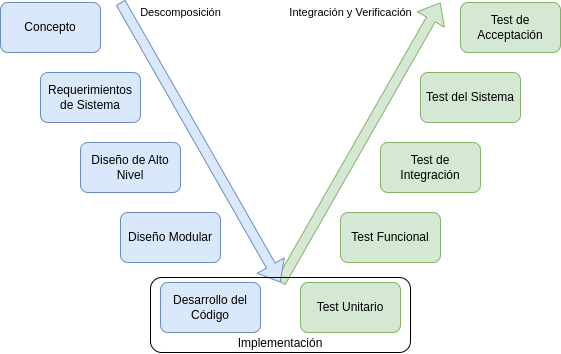 Concepto
Descomposición
Integración y Verificación
Test de
Aceptación
Requerimientos
de Sistema
Test del Sistema
Diseño de Alto
Nivel
Test de
Integración
Diseño Modular
Test Funcional
Desarrollo del
Código
Test Unitario
Implementación